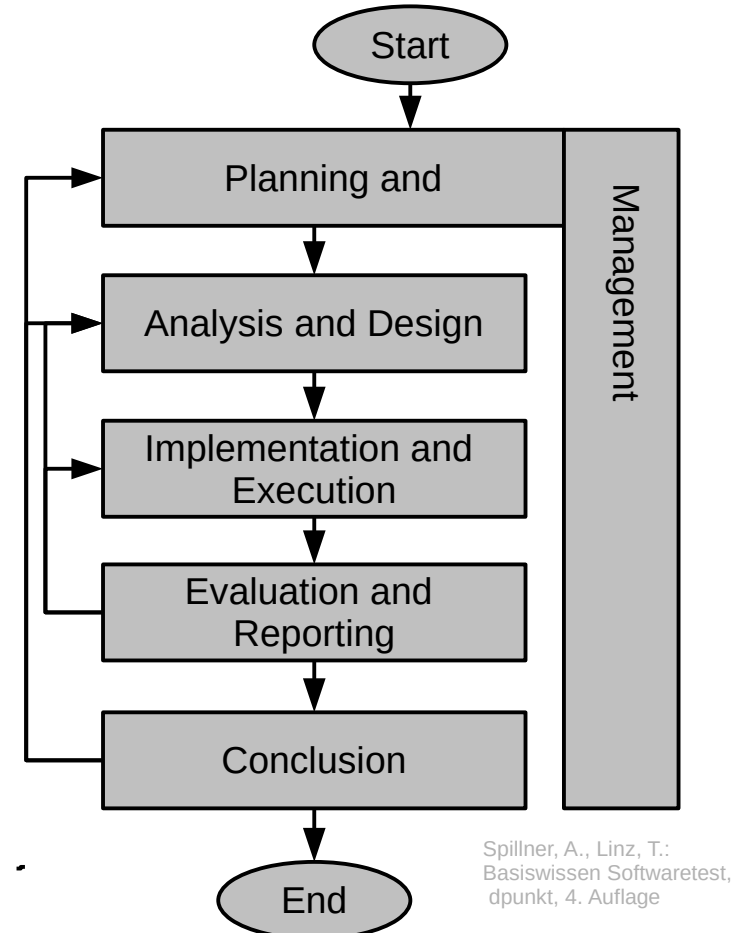 Start
Planning and
Management
Analysis and Design
Implementation and
Execution
Evaluation and
Reporting
Conclusion
End
Spillner, A., Linz, T.:
Basiswissen Softwaretest,
dpunkt, 4. Auflage